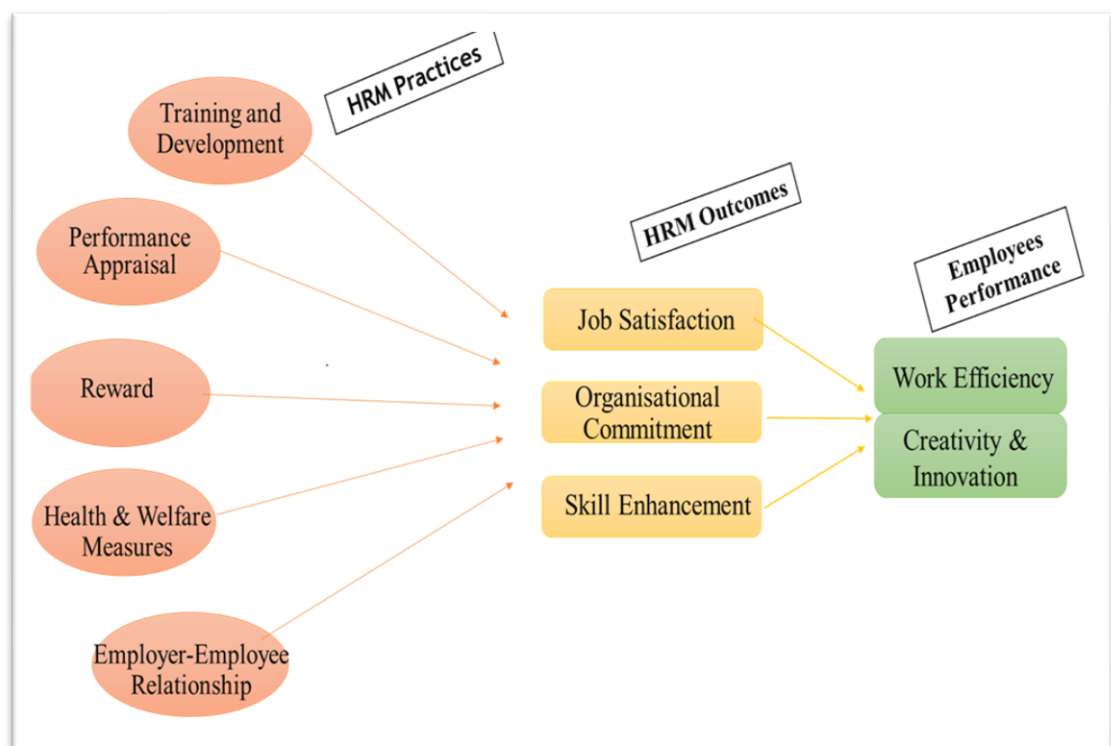 HRM Practices
Training and
Development
Performance
Appraisal
Reward
Health & Welfare
Measures
Employer-Employee
Relationship
HRM Outcomes
Job Satisfaction
Organisational
Commitment
Skill Enhancement
Employees
Performance
Work Efficiency
Creativity &
Innovation